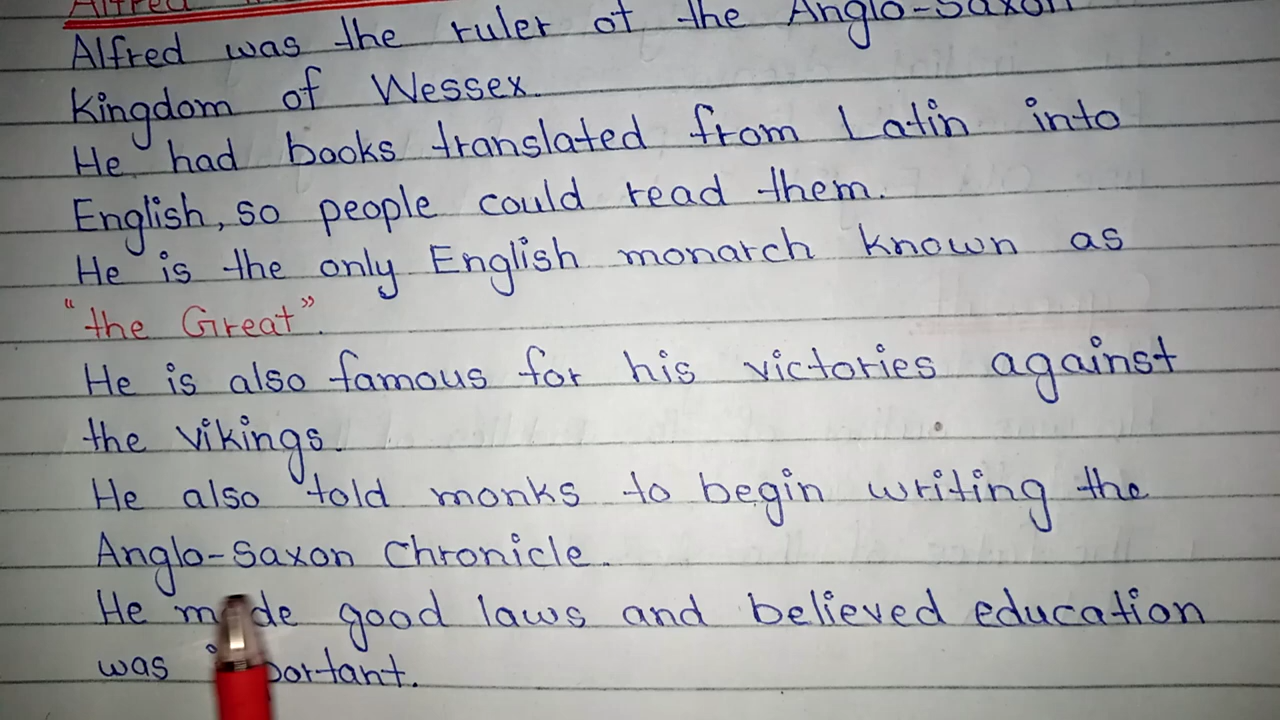 Alfred
Alfred was the ruler of the Anglo-Saxon
Kingdom of Wessex.
He had books translated from Latin into
English, so people could read them.
He is the only English monarch known as
"the Great".
He is also famous for his victories against
the vikings.
He also told monks to begin writing the
Anglo-Saxon Chronicle.
He made good laws and believed education
was important.